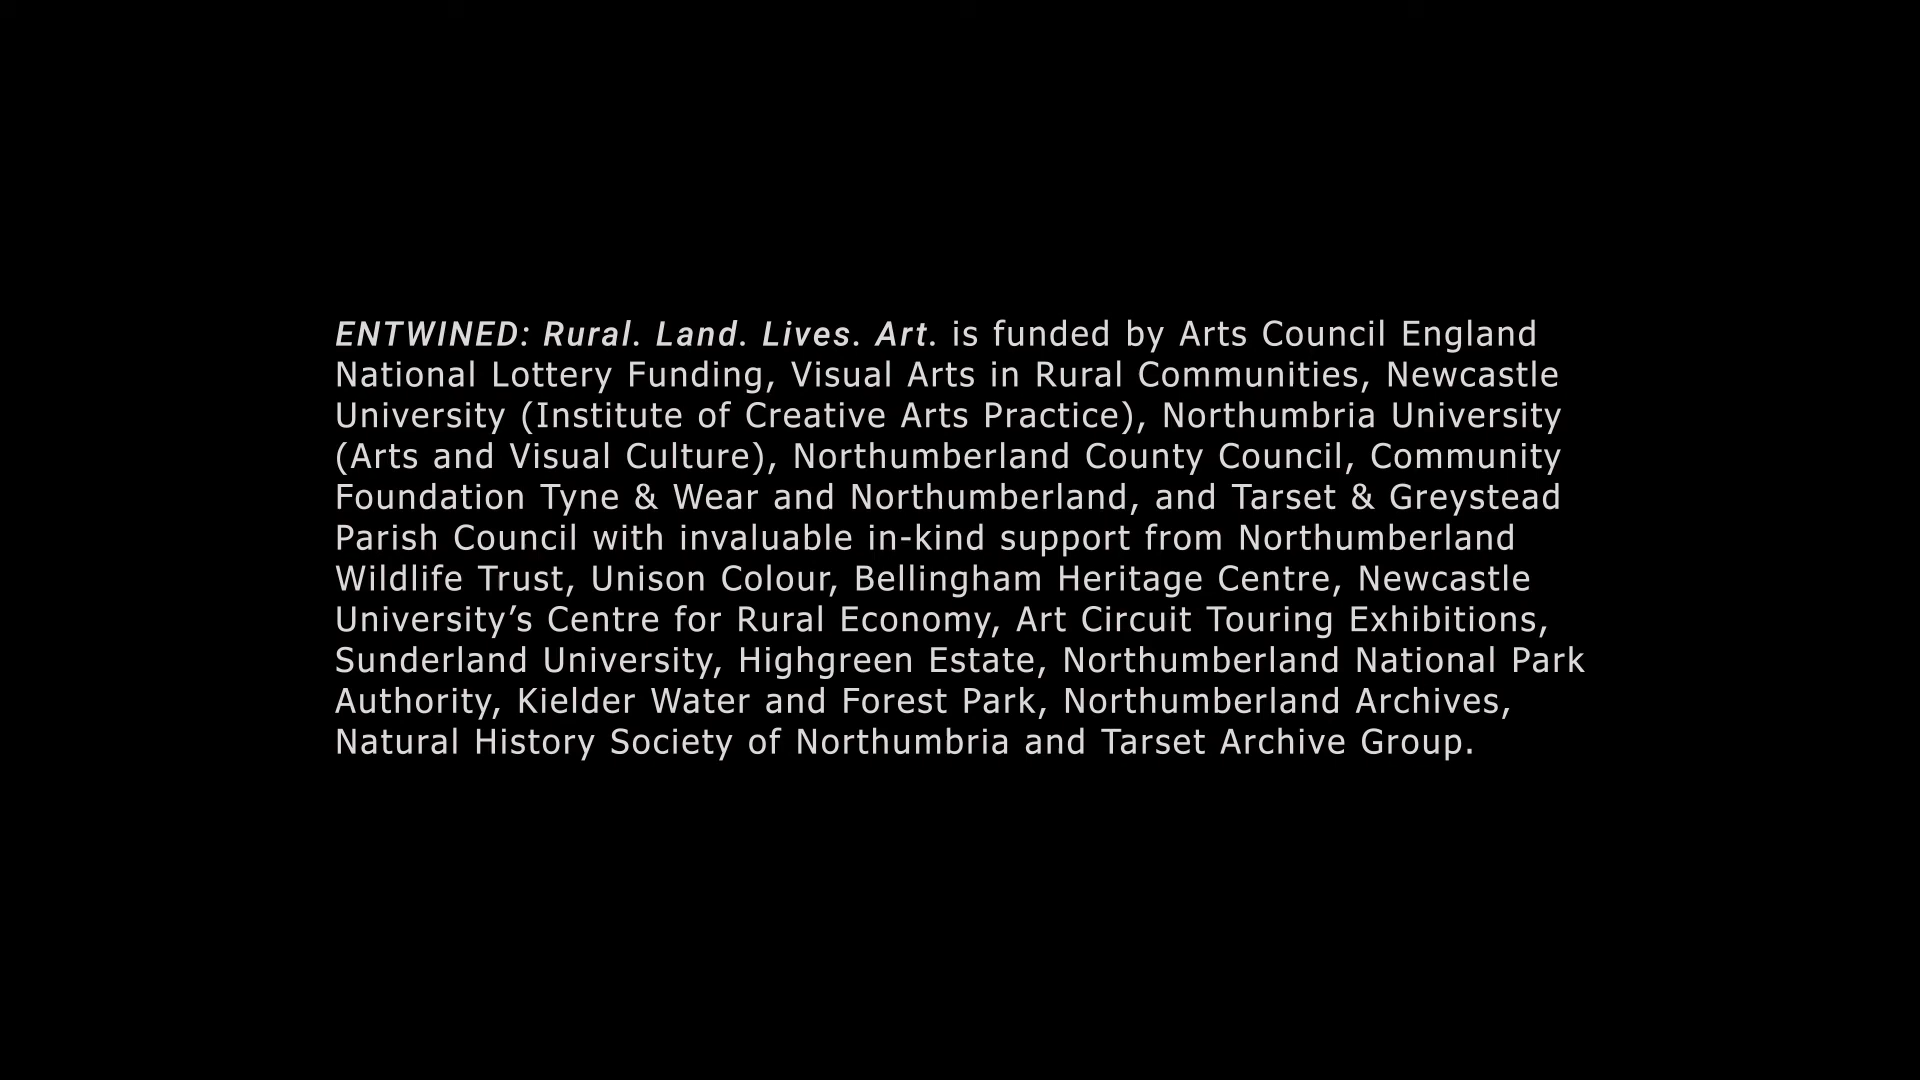 ENTWINED: Rural. Land. Lives. Art. is funded by Arts Council England
National Lottery Funding, Visual Arts in Rural Communities, Newcastle
University (Institute of Creative Arts Practice), Northumbria University
(Arts and Visual Culture), Northumberland County Council, Community
Foundation Tyne & Wear and Northumberland, and Tarset & Greystead
Parish Council with invaluable in-kind support from Northumberland
Wildlife Trust, Unison Colour, Bellingham Heritage Centre, Newcastle
University’s Centre for Rural Economy, Art Circuit Touring Exhibitions,
Sunderland University, Highgreen Estate, Northumberland National Park
Authority, Kielder Water and Forest Park, Northumberland Archives,
Natural History Society of Northumbria and Tarset Archive Group.